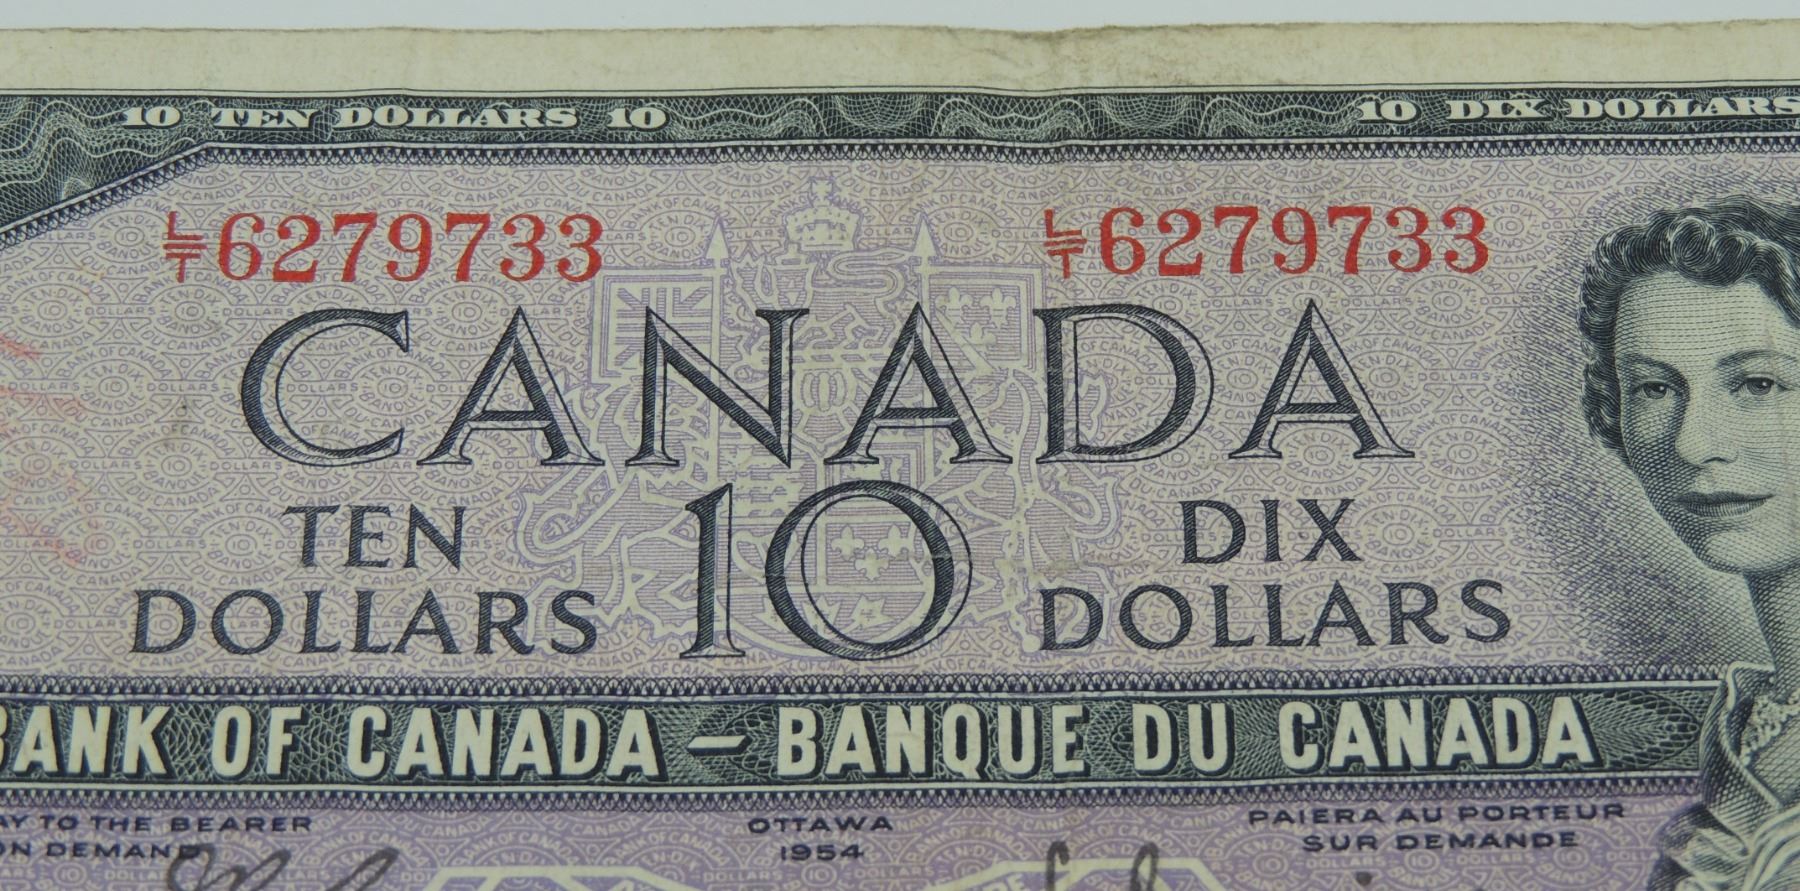 10 TEN DOLLARS 10 10 DIX DOLLARS
L/T 6279733 L/T 6279733
CANADA
TEN 10 DIX
DOLLARS DOLLARS
BANK OF CANADA – BANQUE DU CANADA
AY TO THE BEARER OTTAWA PAIERA AU PORTEUR
ON DEMAND 1954 SUR DEMANDE